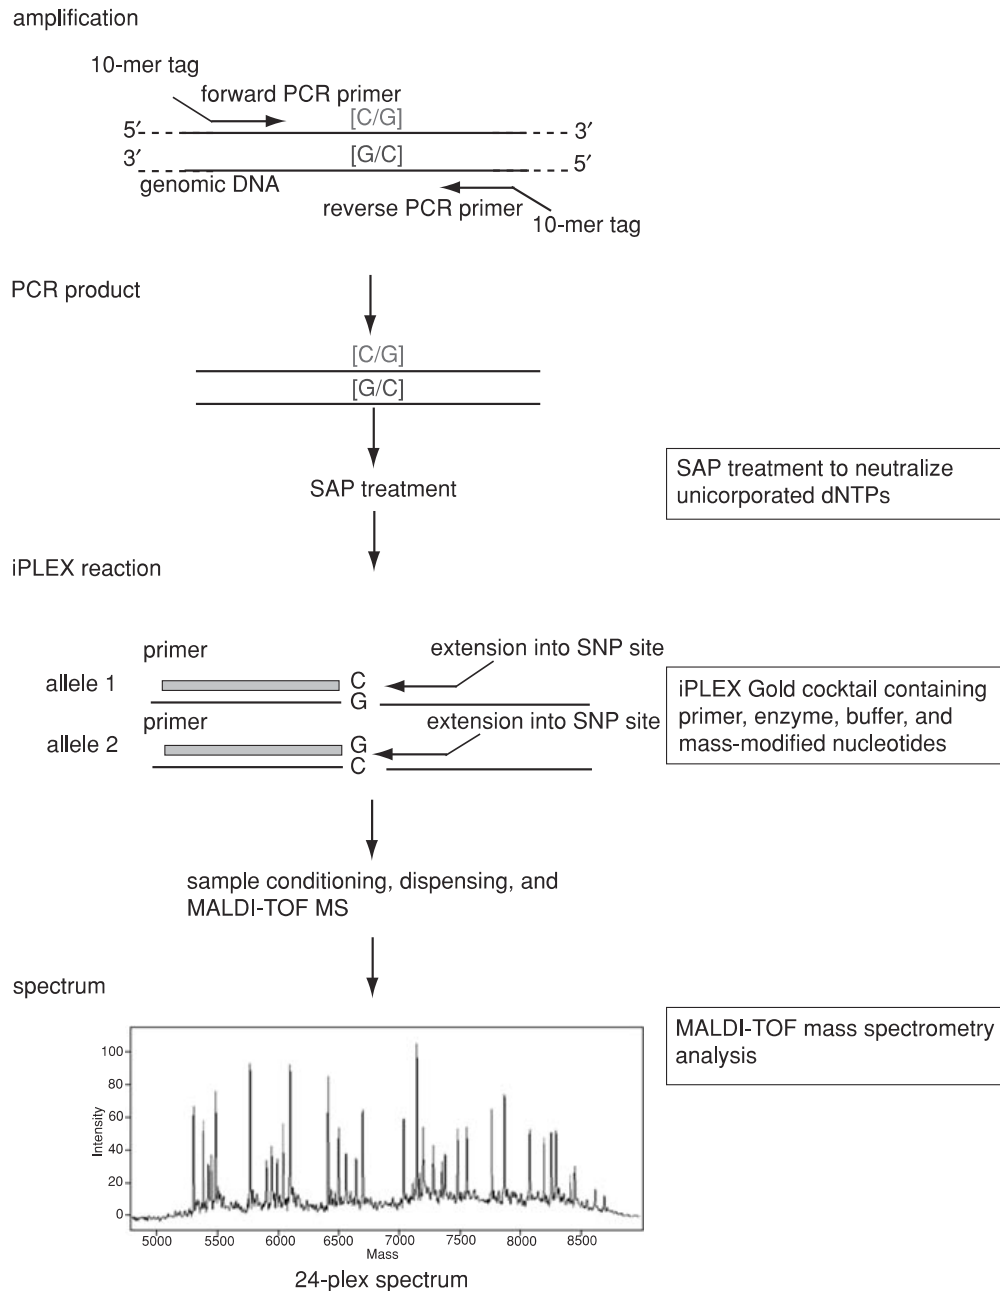 amplification
10-mer tag
forward PCR primer
[C/G]
5′
3′
[G/C]
3′
5′
genomic DNA
reverse PCR primer
10-mer tag
PCR product
[C/G]
[G/C]
SAP treatment
SAP treatment to neutralize
unicorporated dNTPs
iPLEX reaction
primer
extension into SNP site
allele 1
C
G
primer
extension into SNP site
allele 2
G
C
iPLEX Gold cocktail containing
primer, enzyme, buffer, and
mass-modified nucleotides
sample conditioning, dispensing, and
MALDI-TOF MS
spectrum
MALDI-TOF mass spectrometry
analysis
100
80
60
40
20
0
Intensity
5000 5500 6000 6500 7000 7500 8000 8500
Mass
24-plex spectrum